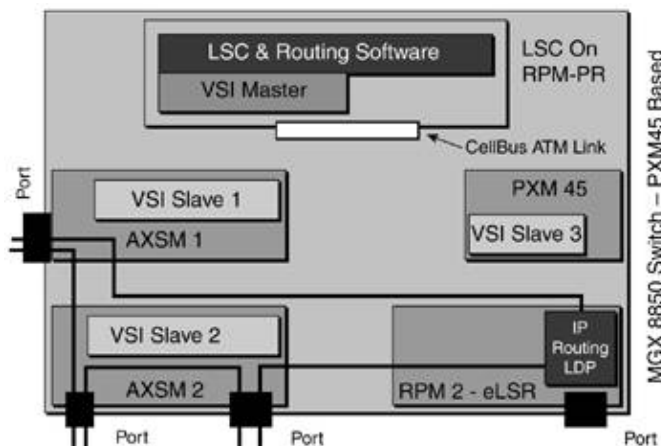 LSC & Routing Software
VSI Master
LSC On
RPM-PR
CellBus ATM Link
Port
VSI Slave 1
AXSM 1
PXM 45
VSI Slave 3
VSI Slave 2
AXSM 2
IP
Routing
LDP
RPM 2 - eLSR
Port
Port
Port
MGX 8850 Switch – PXM45 Based